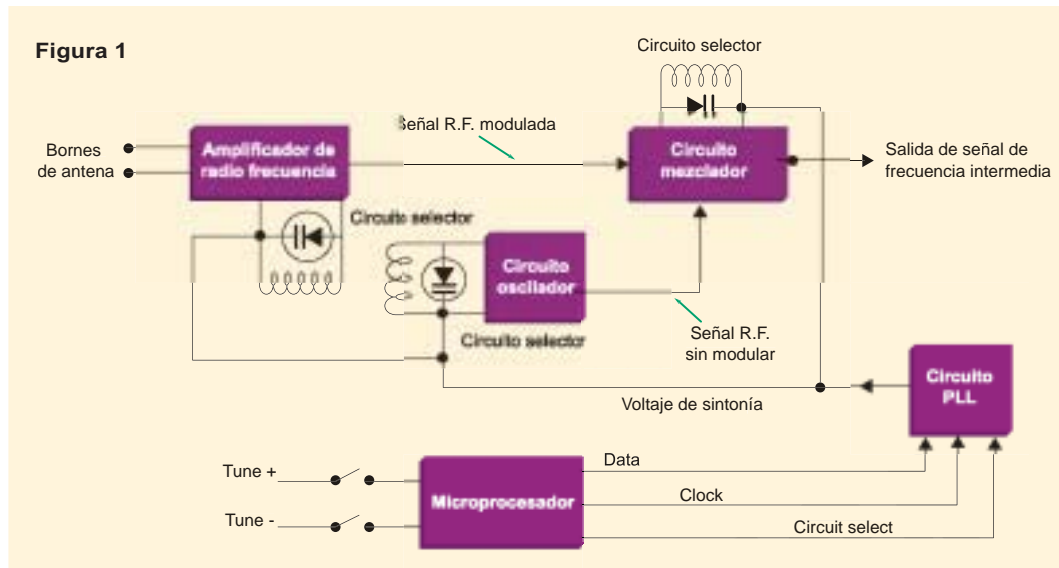 Figura 1
Circuito selector
Señal R.F. modulada
Bornes
de antena
Amplificador de
radio frecuencia
Circuito
mezclador
Salida de señal de
frecuencia intermedia
Circuito selector
Circuito
oscilador
Circuito selector
Señal R.F.
sin modular
Circuito
PLL
Voltaje de sintonía
Tune +
Data
Microprocesador
Clock
Tune -
Circuit select